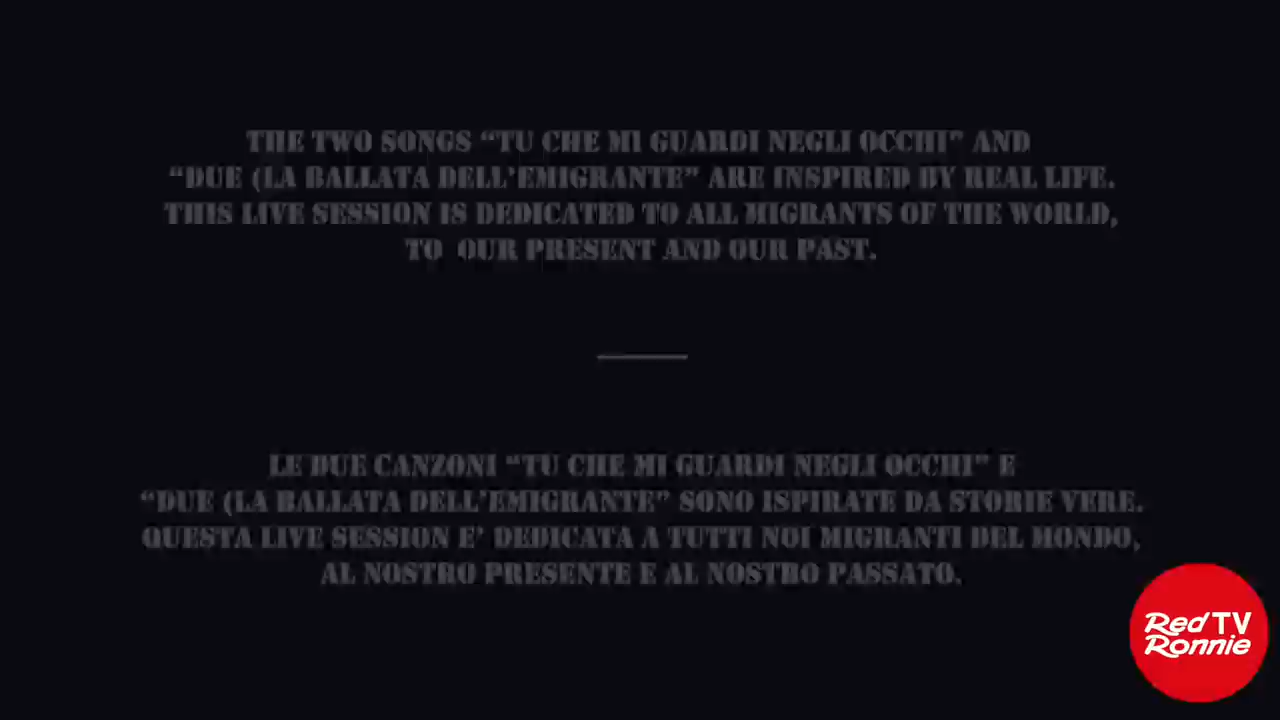 THE TWO SONGS “TU CHE MI GUARDI NEGLI OCCHI” AND
“DUE (LA BALLATA DELL’EMIGRANTE” ARE INSPIRED BY REAL LIFE.
THIS LIVE SESSION IS DEDICATED TO ALL MIGRANTS OF THE WORLD,
TO OUR PRESENT AND OUR PAST.
LE DUE CANZONI “TU CHE MI GUARDI NEGLI OCCHI” E
“DUE (LA BALLATA DELL’EMIGRANTE” SONO ISPIRATE DA STORIE VERE.
QUESTA LIVE SESSION E’ DEDICATA A TUTTI NOI MIGRANTI DEL MONDO,
AL NOSTRO PRESENTE E AL NOSTRO PASSATO.
Red TV
Ronnie